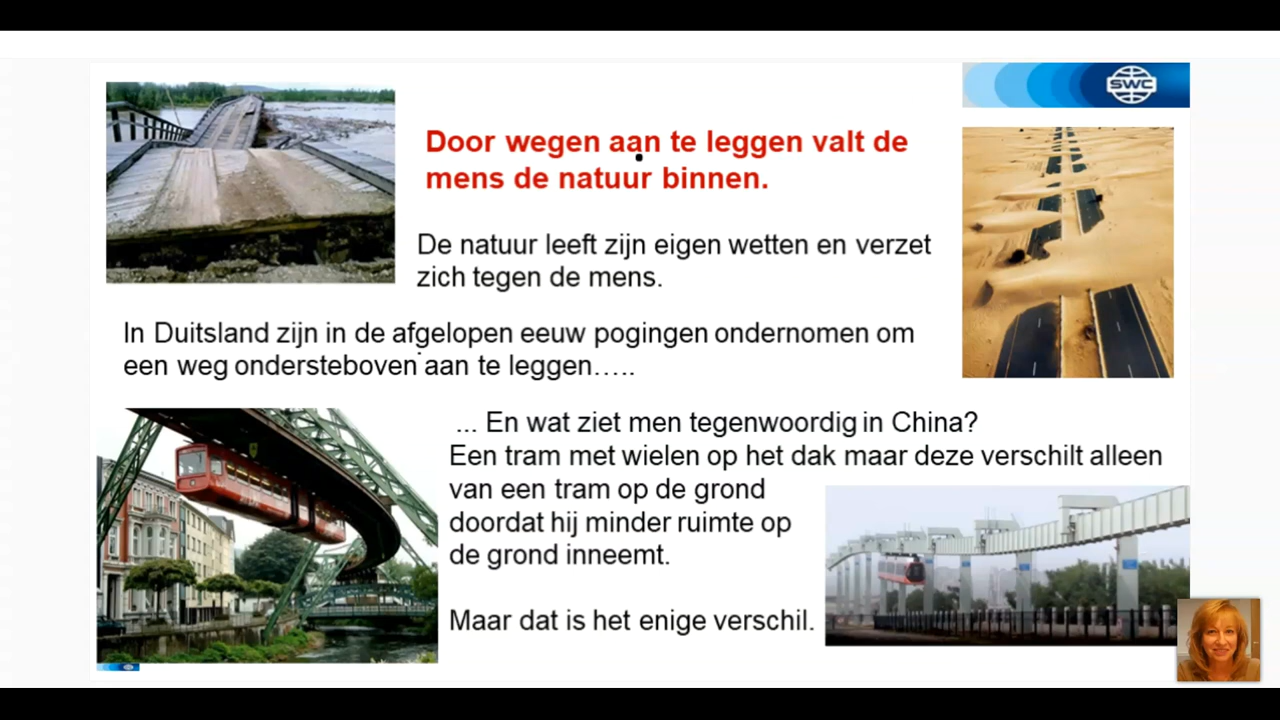 SWC
Door wegen aan te leggen valt de
mens de natuur binnen.
De natuur leeft zijn eigen wetten en verzet
zich tegen de mens.
In Duitsland zijn in de afgelopen eeuw pogingen ondernomen om
een weg ondersteboven aan te leggen.....
... En wat ziet men tegenwoordig in China?
Een tram met wielen op het dak maar deze verschilt alleen
van een tram op de grond
doordat hij minder ruimte op
de grond inneemt.
Maar dat is het enige verschil.